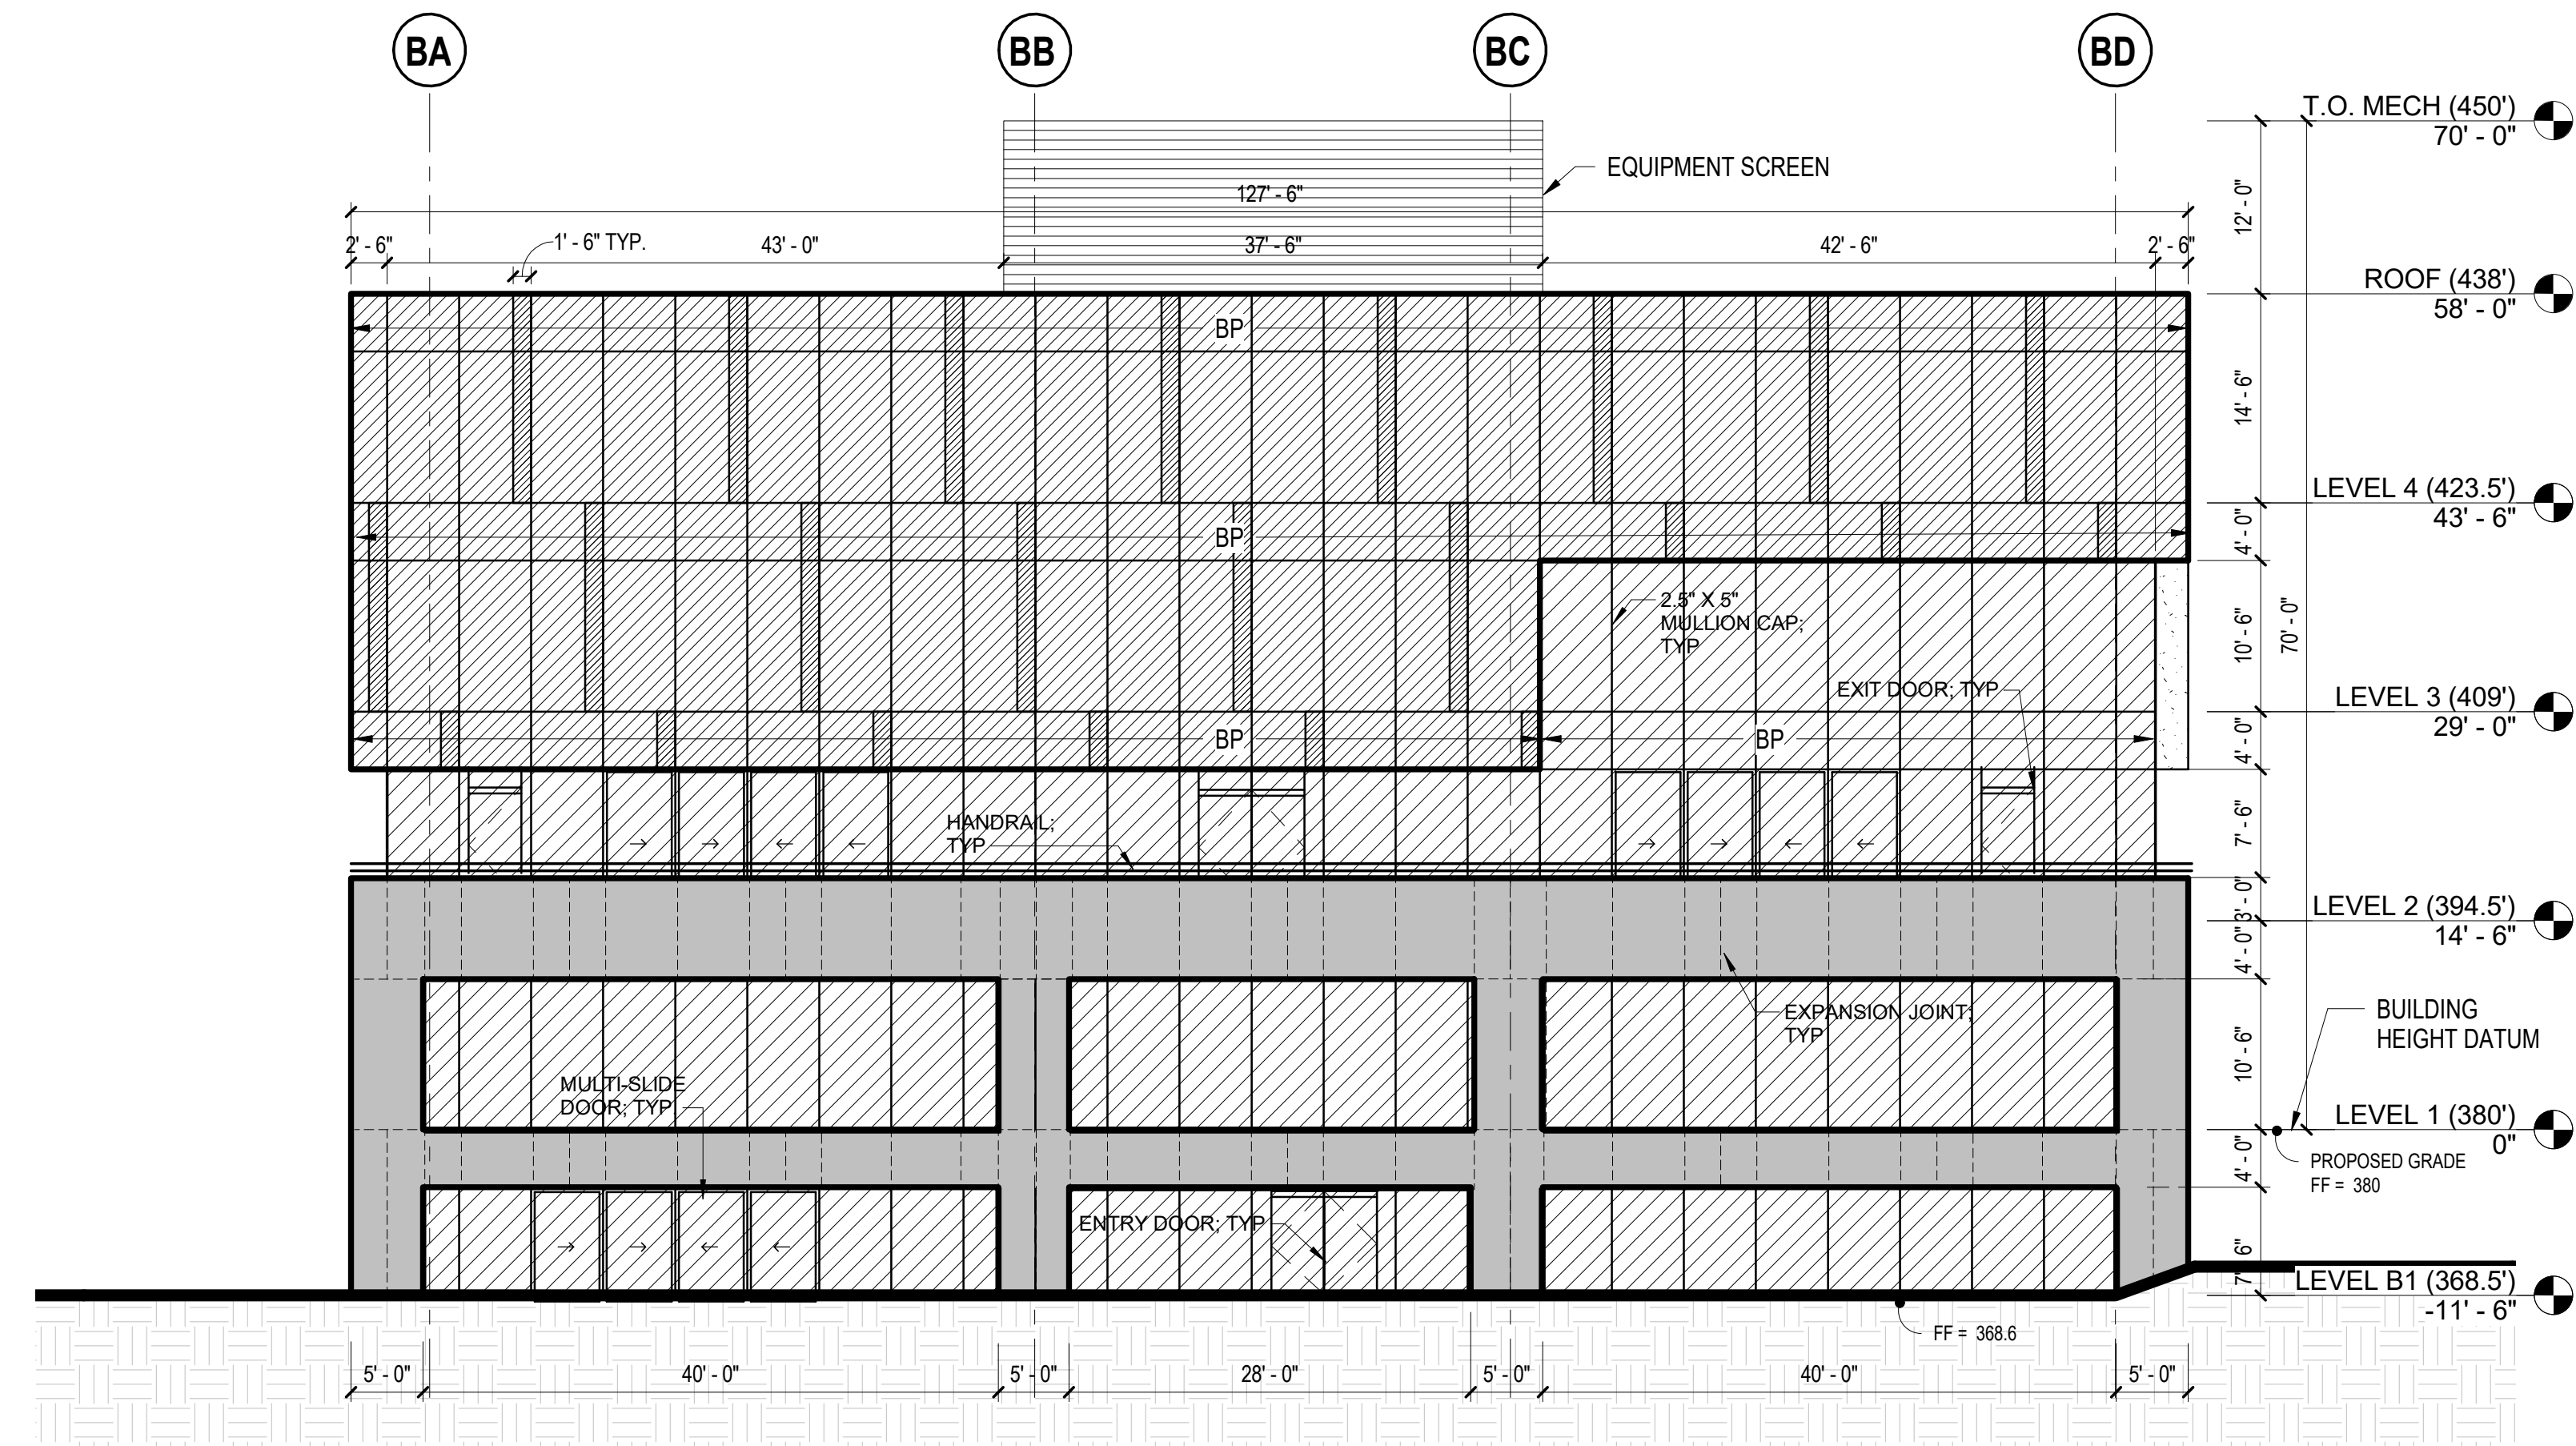 BA
BB
BC
BD
T.O. MECH (450')
70' - 0"
EQUIPMENT SCREEN
127' - 6"
12' - 0"
2' - 6"
1' - 6" TYP.
43' - 0"
37' - 6"
42' - 6"
2' - 6"
ROOF (438')
58' - 0"
BP
14' - 6"
LEVEL 4 (423.5')
43' - 6"
BP
4' - 0"
2.5" X 5"
MULLION CAP;
TYP
10' - 6"
70' - 0"
EXIT DOOR; TYP
LEVEL 3 (409')
29' - 0"
BP
BP
4' - 0"
HANDRAIL;
TYP
7' - 6"
3' - 0"
LEVEL 2 (394.5')
14' - 6"
4' - 0"
EXPANSION JOINT;
TYP
BUILDING
HEIGHT DATUM
10' - 6"
MULTI-SLIDE
DOOR; TYP
LEVEL 1 (380')
0"
4' - 0"
PROPOSED GRADE
FF = 380
ENTRY DOOR; TYP
7' - 6"
LEVEL B1 (368.5')
-11' - 6"
FF = 368.6
5' - 0"
40' - 0"
5' - 0"
28' - 0"
5' - 0"
40' - 0"
5' - 0"